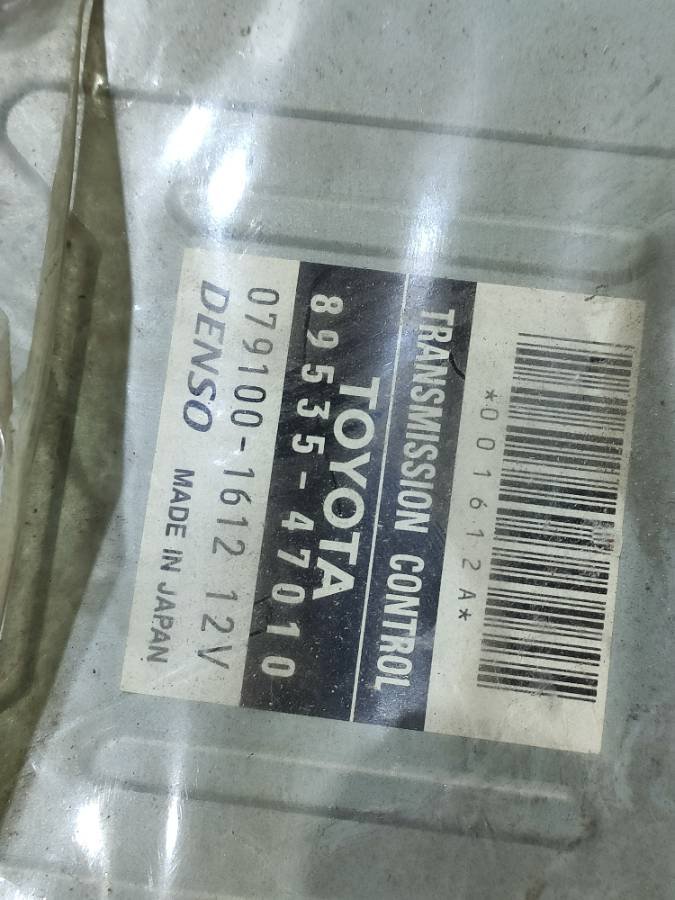 *001612A*
TRANSMISSION CONTROL
TOYOTA
89535-47010
079100-1612 12V
DENSO MADE IN JAPAN